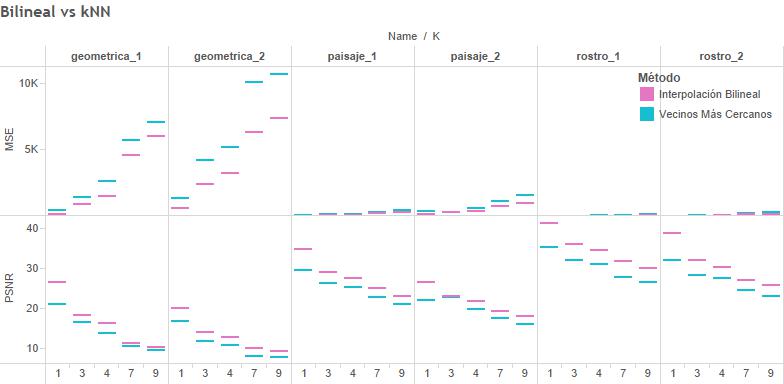 Bilineal vs kNN
Name / K
geometrica_1 geometrica_2 paisaje_1 paisaje_2 rostro_1 rostro_2
Método
Interpolación Bilineal
Vecinos Más Cercanos
MSE
10K
5K
PSNR
40
30
20
10
1 3 4 7 9 1 3 4 7 9 1 3 4 7 9 1 3 4 7 9 1 3 4 7 9 1 3 4 7 9